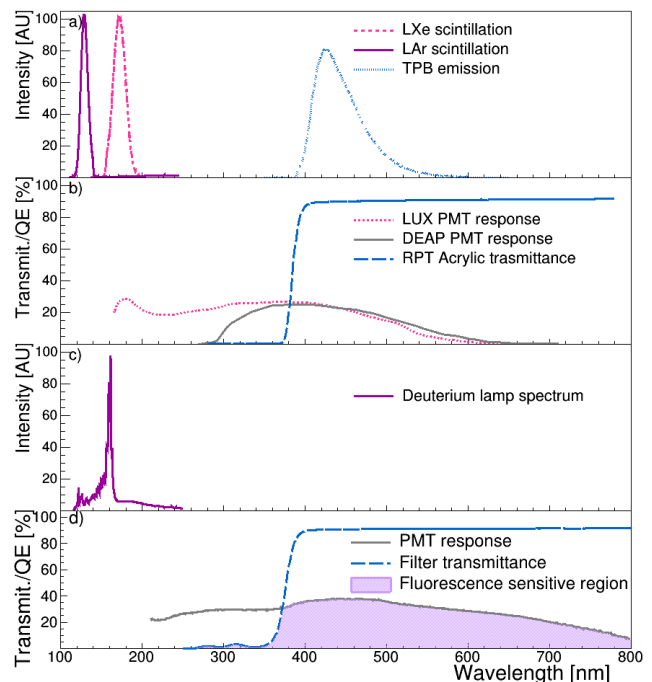 Intensity [AU]
100
80
60
40
20
a)
LXe scintillation
LAr scintillation
TPB emission
Transmit./QE [%]
100
80
60
40
20
b)
LUX PMT response
DEAP PMT response
RPT Acrylic trasmittance
Intensity [AU]
100
80
60
40
20
c)
Deuterium lamp spectrum
Transmit./QE [%]
100
80
60
40
20
d)
PMT response
Filter transmittance
Fluorescence sensitive region
100 200 300 400 500 600 700 800
Wavelength [nm]